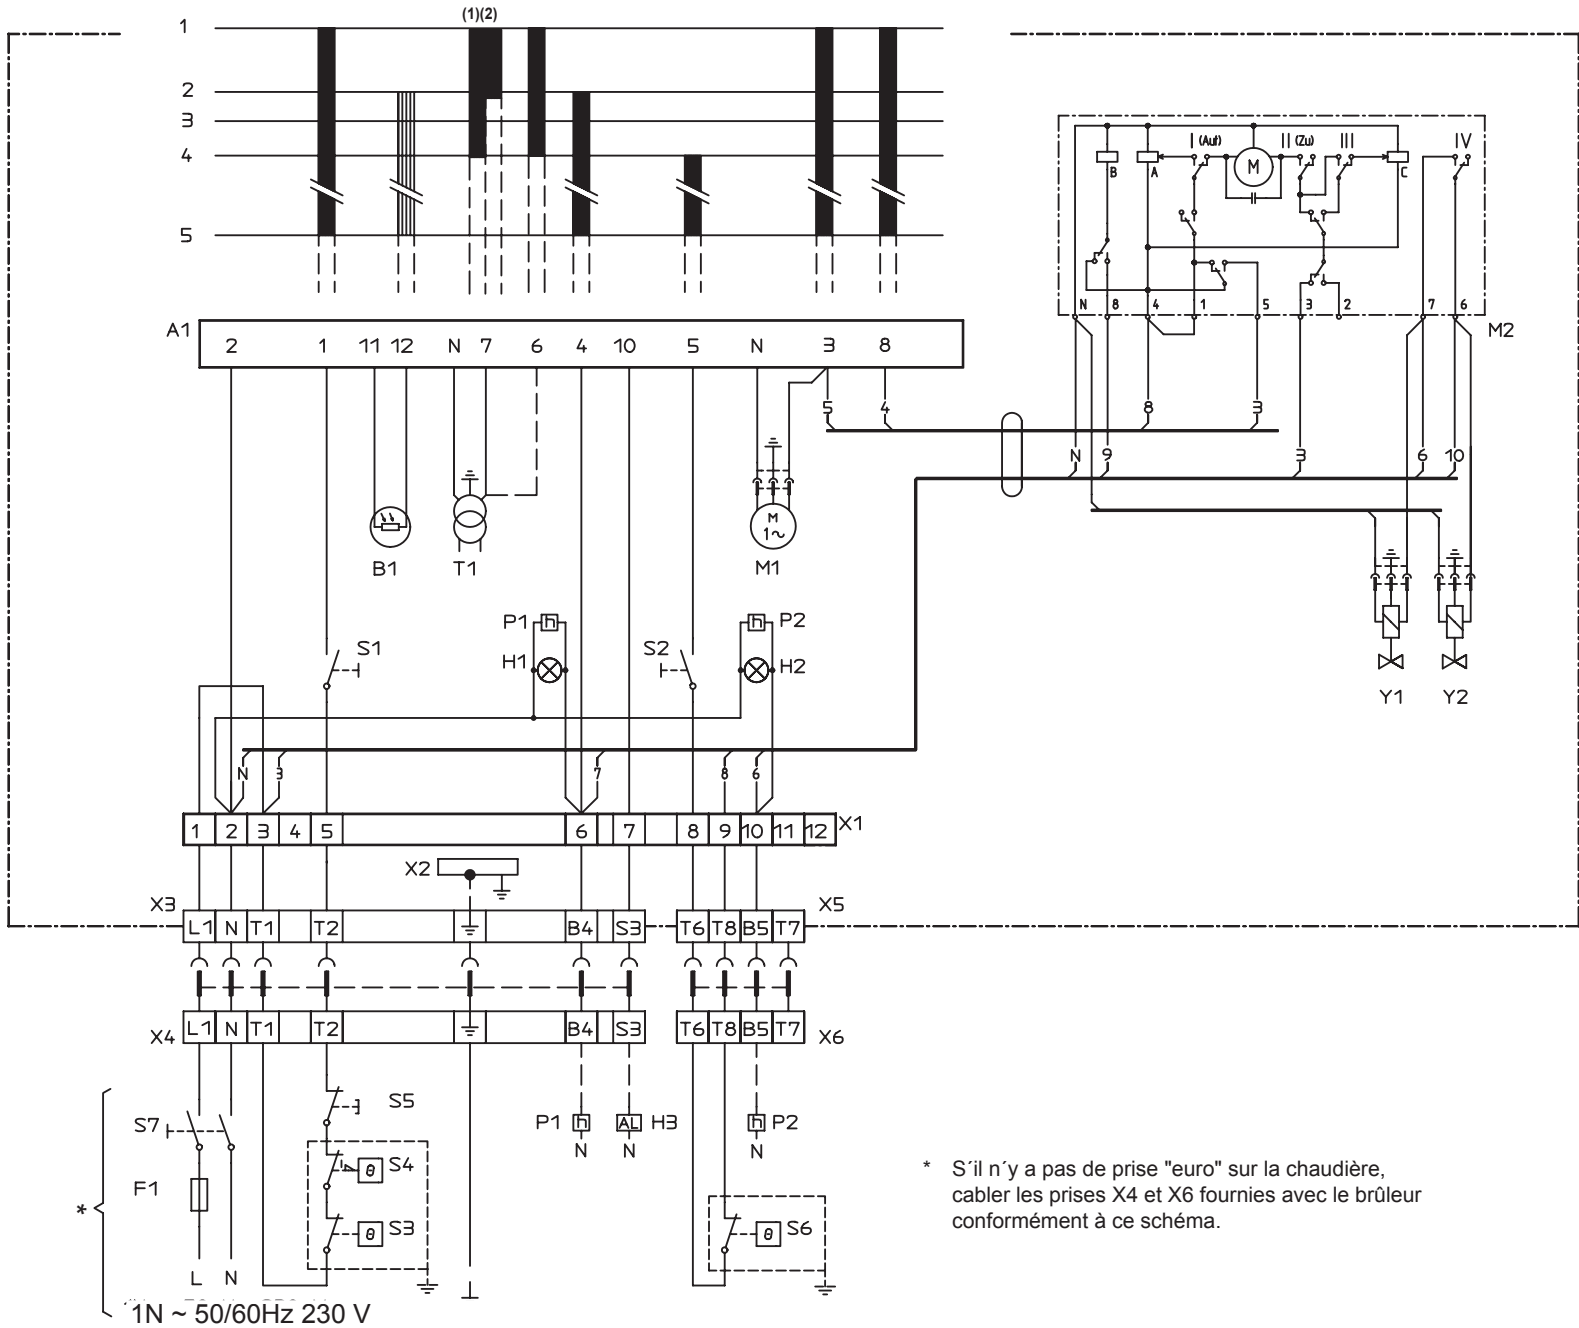 (1)(2)
1
2
3
4
5
I (Auf) II (Zu) III IV
M
B A C
N 8 4 1 5 3 2 7 6
M2
A1
2 1 11 12 N 7 6 4 10 5 N 3 8
5 4 8 3
N 9 3 6 10
M
1~
B1 T1 M1
P1 h h P2
S1 H1 S2 H2
Y1 Y2
N 3 7 8 6
1 2 3 4 5 6 7 8 9 10 11 12 X1
X2
X3 X5
L1 N T1 T2 B4 S3 T6 T8 B5 T7
X4 L1 N T1 T2 B4 S3 T6 T8 B5 T7 X6
S5
S7 P1 h AL H3 h P2
N N N
θ S4
F1
* θ S3 θ S6
L N
1N ~ 50/60Hz 230 V
* S´il n´y a pas de prise "euro" sur la chaudière,
cabler les prises X4 et X6 fournies avec le brûleur
conformément à ce schéma.